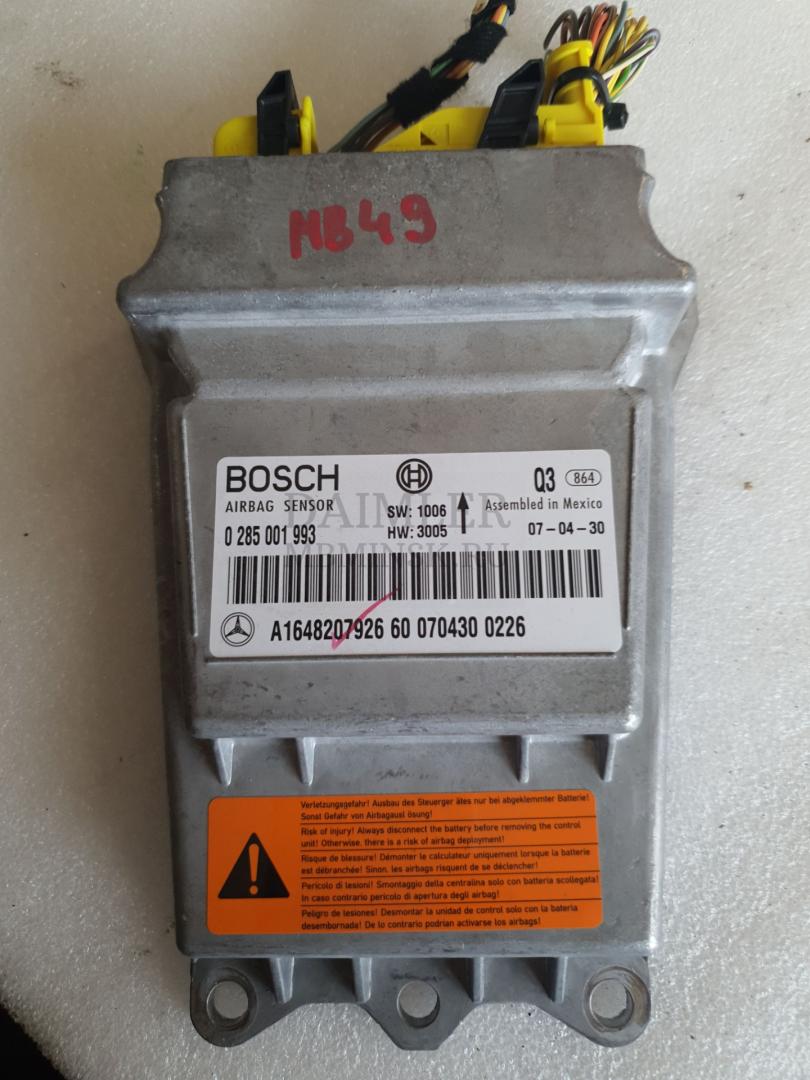 MB49
BOSCH
Q3 864
AIRBAG SENSOR
SW: 1006
Assembled in Mexico
0 285 001 993
HW: 3005
07-04-30
DAIMLER
MBMINSK.RU
A1648207926 60 070430 0226
Verletzungsgefahr! Ausbau des Steuerger ätes nur bei abgeklemmter Batterie!
Sonst Gefahr von Airbagausl ösung!
Risk of injury! Always disconnect the battery before removing the control
unit! Otherwise, there is a risk of airbag deployment!
Risque de blessure! Démonter le calculateur uniquement lorsque la batterie
est débranchée! Sinon, les airbags risquent de se déclencher!
Pericolo di lesioni! Smontaggio della centralina solo con batteria scollegata!
In caso contrario pericolo di apertura degli airbag!
Peligro de lesiones! Desmontar la unidad de control solo con la bateria
desembornada! De lo contrario podrian activarse los airbags!